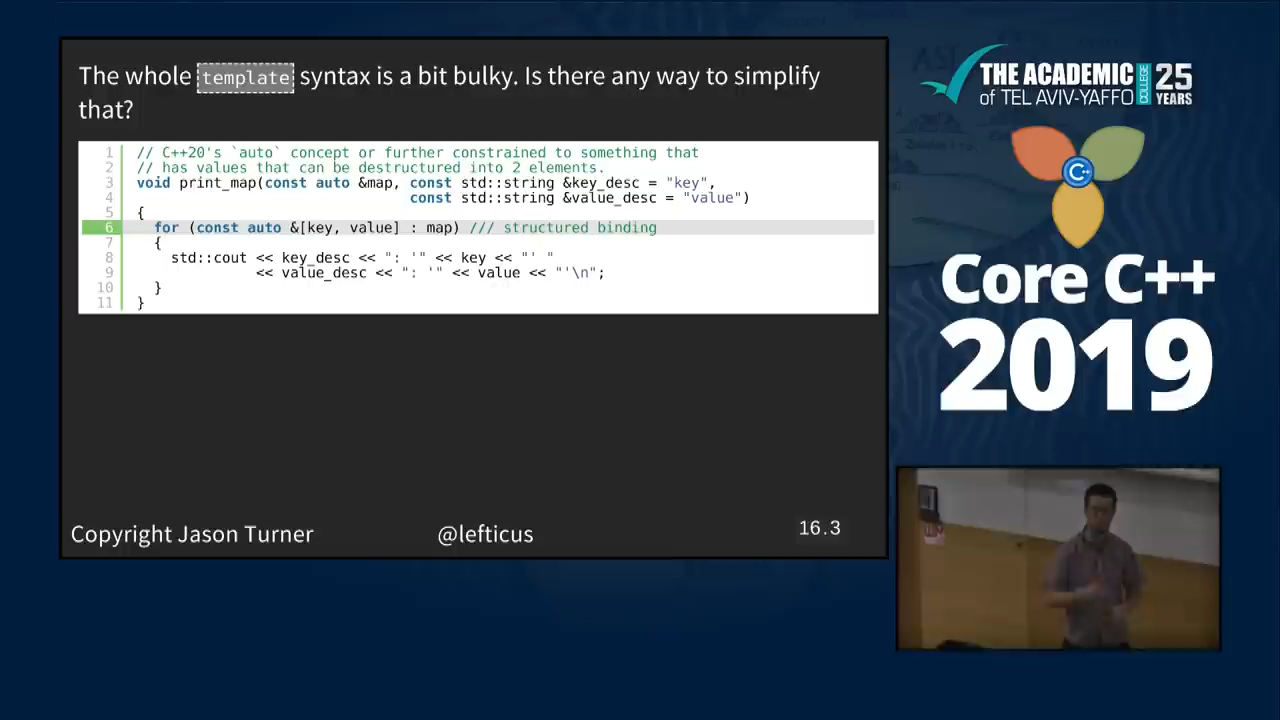 The whole template syntax is a bit bulky. Is there any way to simplify
that?
1 // C++20's `auto` concept or further constrained to something that
2 // has values that can be destructured into 2 elements.
3 void print_map(const auto &map, const std::string &key_desc = "key",
4 const std::string &value_desc = "value")
5 {
6 for (const auto &[key, value] : map) /// structured binding
7 {
8 std::cout << key_desc << ": '" << key << "' "
9 << value_desc << ": '" << value << "'\n";
10 }
11 }
Copyright Jason Turner @lefticus 16.3
THE ACADEMIC COLLEGE 25
of TEL AVIV-YAFFO YEARS
C++
Core C++
2019